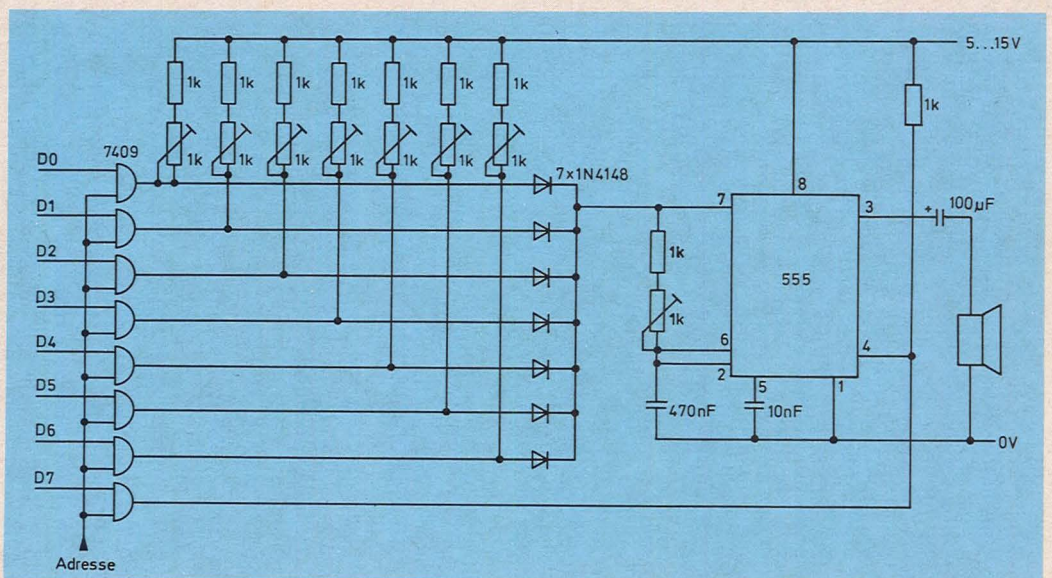 5...15V
1k 1k 1k 1k 1k 1k 1k 1k
1k 1k 1k 1k 1k 1k 1k
7409
D0
7×1N4148
D1
8
7
3
+
100µF
D2
1k
555
D3
1k
6
4
D4
2
5
1
D5
470nF
10nF
D6
0V
D7
Adresse